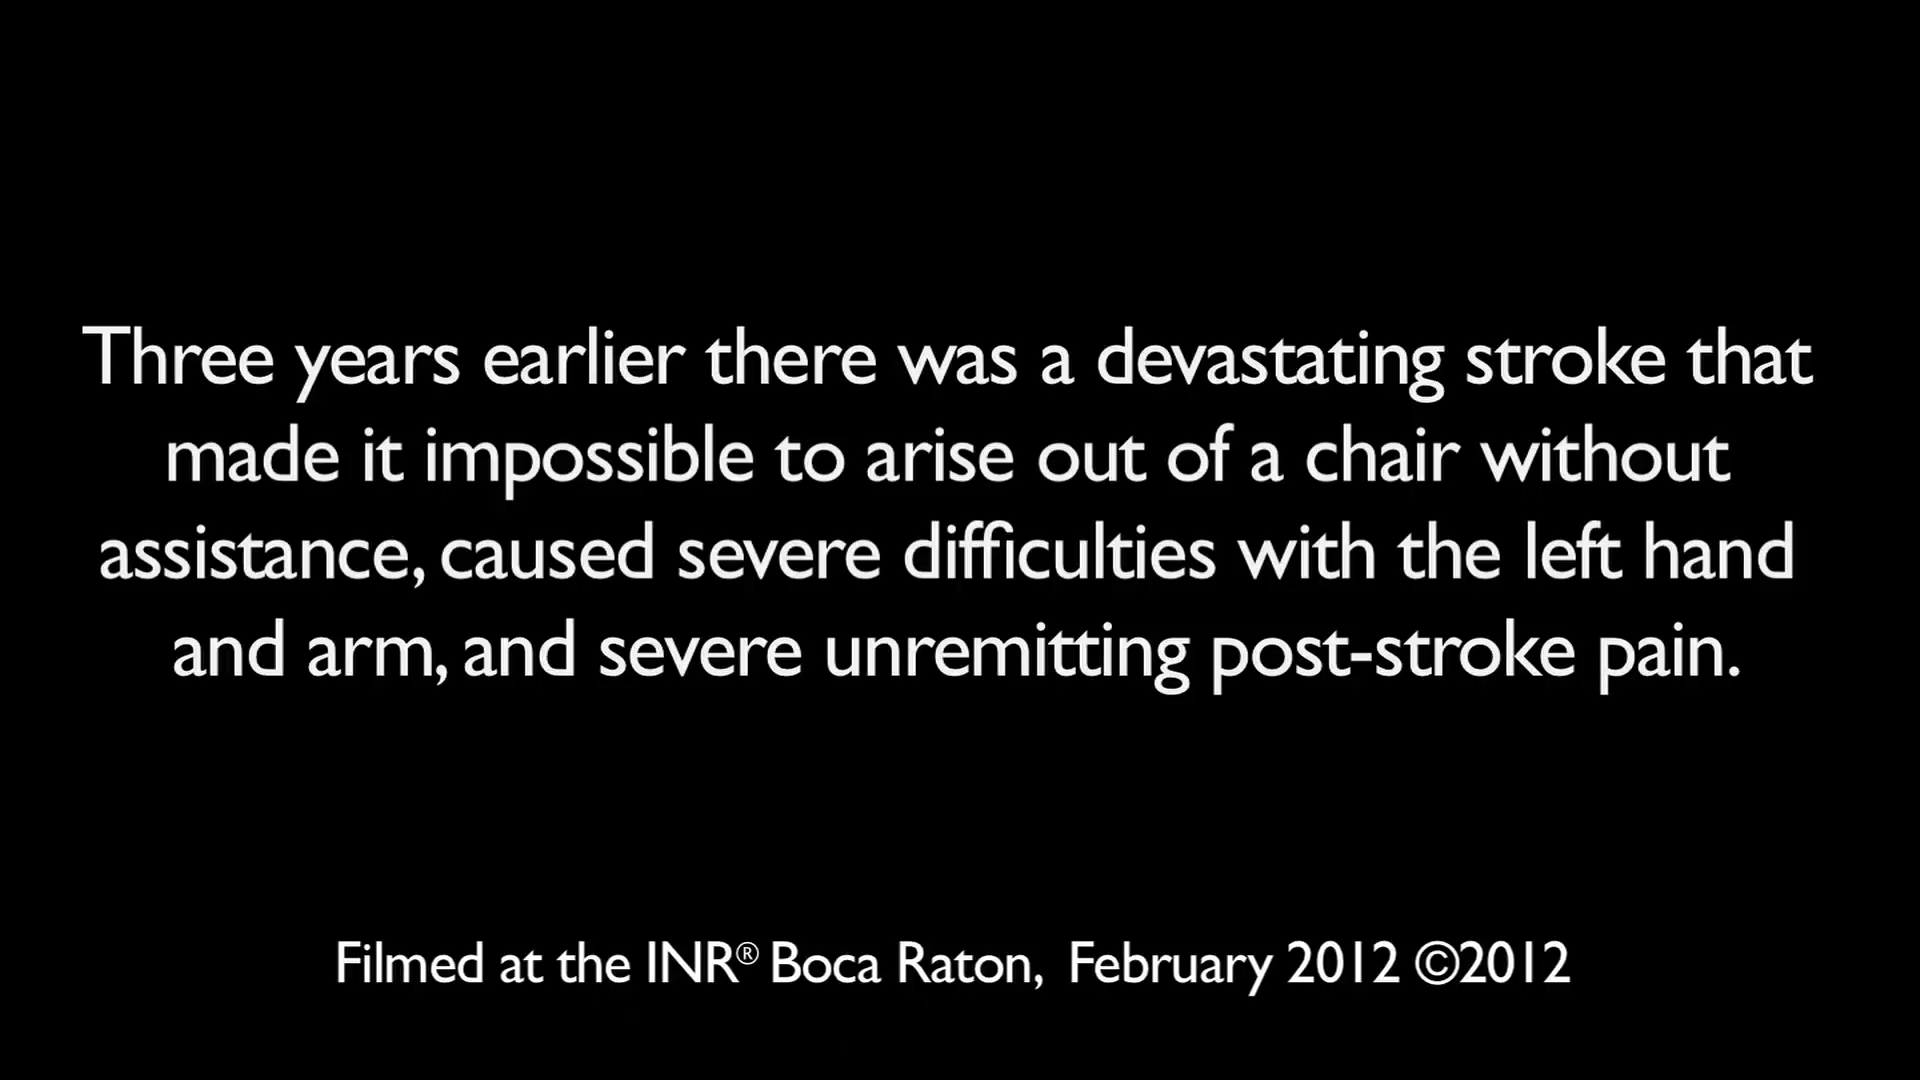 Three years earlier there was a devastating stroke that
made it impossible to arise out of a chair without
assistance, caused severe difficulties with the left hand
and arm, and severe unremitting post-stroke pain.
Filmed at the INR® Boca Raton, February 2012 ©2012